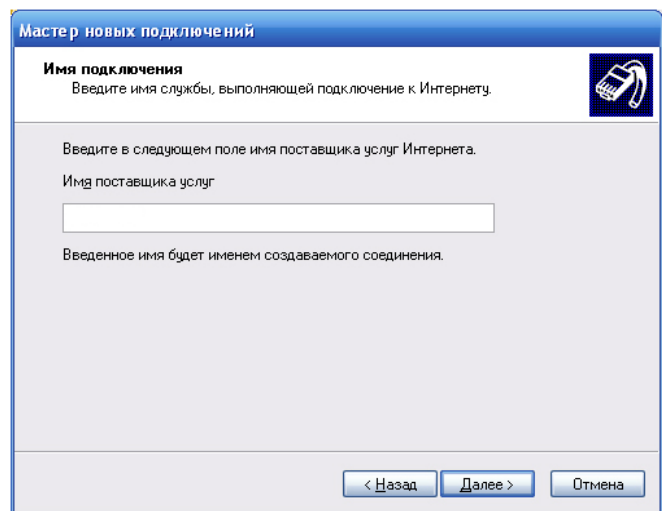 Мастер новых подключений
Имя подключения
Введите имя службы, выполняющей подключение к Интернету.
Введите в следующем поле имя поставщика услуг Интернета.
Имя поставщика услуг
Введенное имя будет именем создаваемого соединения.
< Назад Далее > Отмена